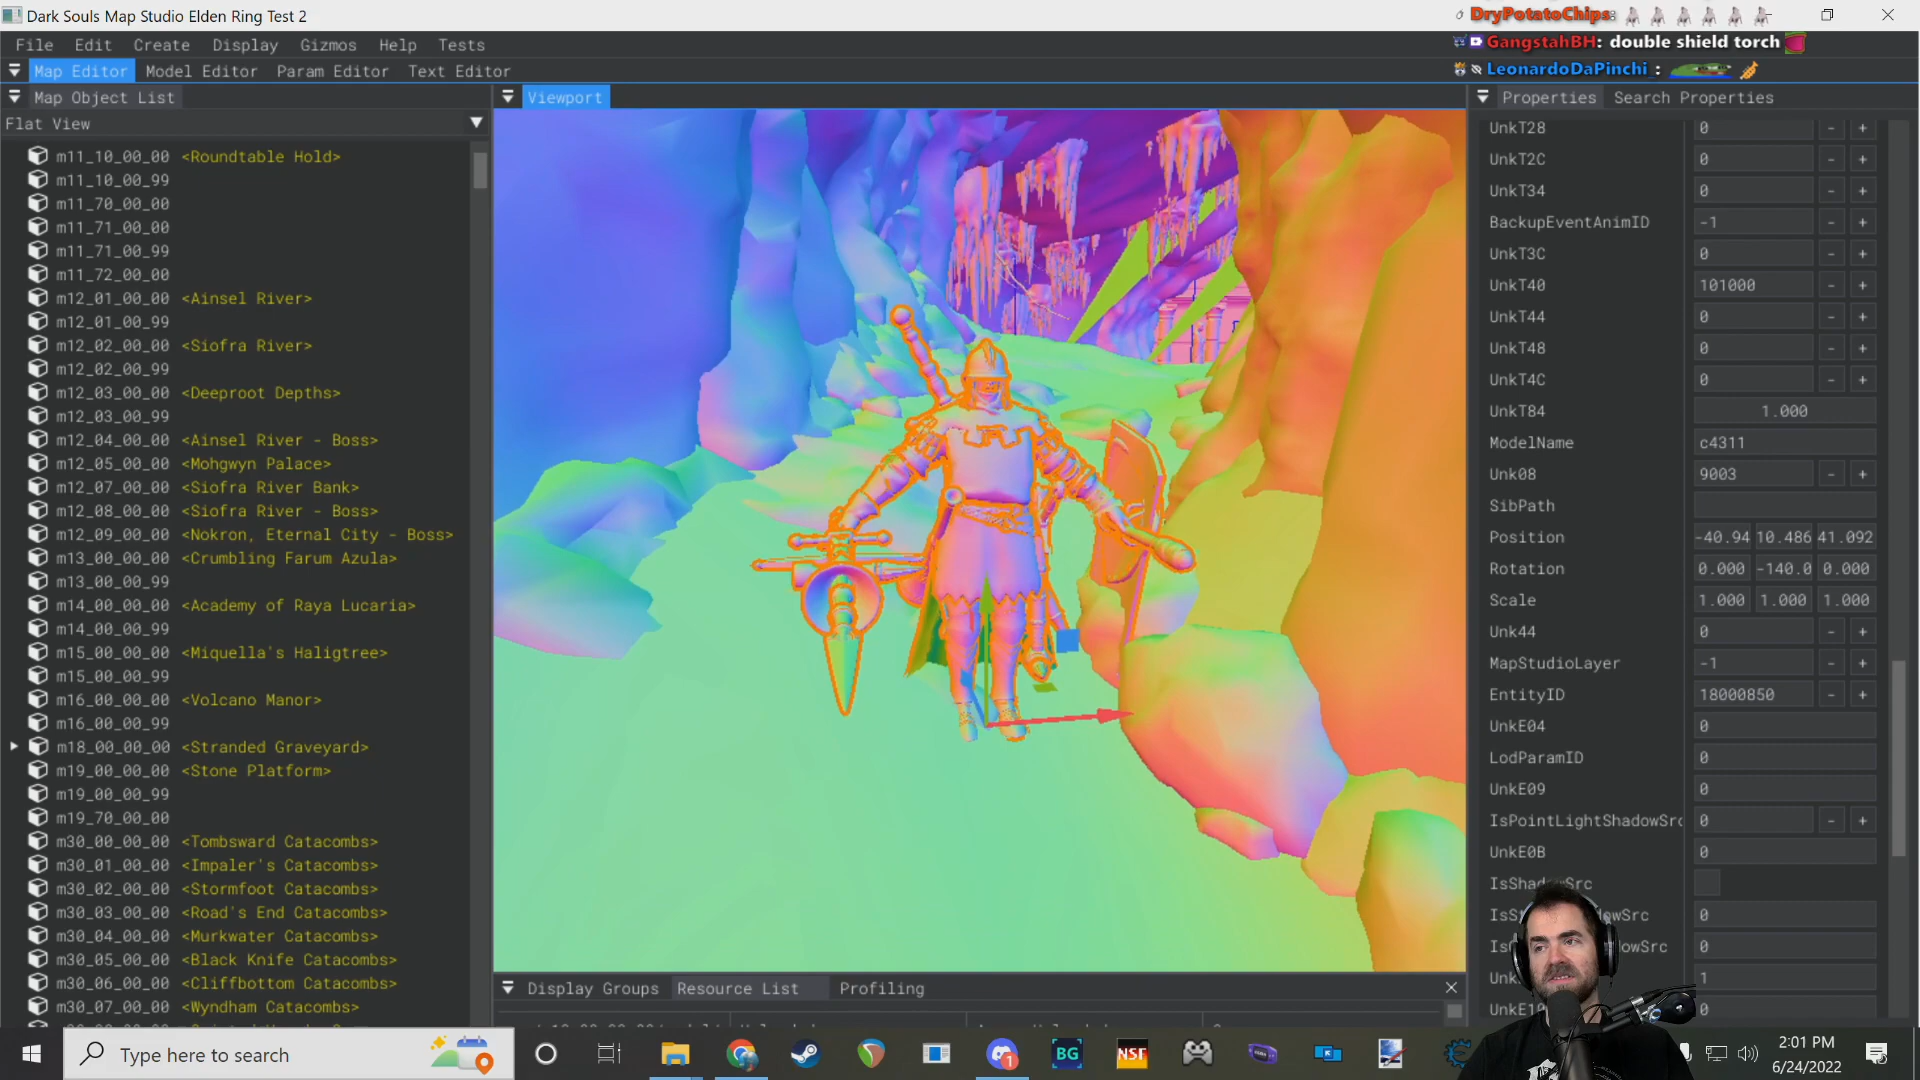 Dark Souls Map Studio Elden Ring Test 2
DryPotatoChips:
File Edit Create Display Gizmos Help Tests
GangstahBH: double shield torch
Map Editor Model Editor Param Editor Text Editor
LeonardoDaPinchi :
Map Object List
Viewport
Properties Search Properties
Flat View
m11_10_00_00 <Roundtable Hold>
m11_10_00_99
m11_70_00_00
m11_71_00_00
m11_71_00_99
m11_72_00_00
m12_01_00_00 <Ainsel River>
m12_01_00_99
m12_02_00_00 <Siofra River>
m12_02_00_99
m12_03_00_00 <Deeproot Depths>
m12_03_00_99
m12_04_00_00 <Ainsel River - Boss>
m12_05_00_00 <Mohgwyn Palace>
m12_07_00_00 <Siofra River Bank>
m12_08_00_00 <Siofra River - Boss>
m12_09_00_00 <Nokron, Eternal City - Boss>
m13_00_00_00 <Crumbling Farum Azula>
m13_00_00_99
m14_00_00_00 <Academy of Raya Lucaria>
m14_00_00_99
m15_00_00_00 <Miquella's Haligtree>
m15_00_00_99
m16_00_00_00 <Volcano Manor>
m16_00_00_99
m18_00_00_00 <Stranded Graveyard>
m19_00_00_00 <Stone Platform>
m19_00_00_99
m19_70_00_00
m30_00_00_00 <Tombsward Catacombs>
m30_01_00_00 <Impaler's Catacombs>
m30_02_00_00 <Stormfoot Catacombs>
m30_03_00_00 <Road's End Catacombs>
m30_04_00_00 <Murkwater Catacombs>
m30_05_00_00 <Black Knife Catacombs>
m30_06_00_00 <Cliffbottom Catacombs>
m30_07_00_00 <Wyndham Catacombs>
UnkT28 0 - +
UnkT2C 0 - +
UnkT34 0 - +
BackupEventAnimID -1 - +
UnkT3C 0 - +
UnkT40 101000 - +
UnkT44 0 - +
UnkT48 0 - +
UnkT4C 0 - +
UnkT84 1.000
ModelName c4311
Unk08 9003 - +
SibPath
Position -40.94 10.486 41.092
Rotation 0.000 -140.0 0.000
Scale 1.000 1.000 1.000
Unk44 0 - +
MapStudioLayer -1 - +
EntityID 18000850 - +
UnkE04 0
LodParamID 0
UnkE09 0
IsPointLightShadowSrc 0 - +
UnkE0B 0
IsShadowSrc
0
0
1
0
Display Groups Resource List Profiling
Type here to search
BG
NSF
1
2:01 PM
6/24/2022